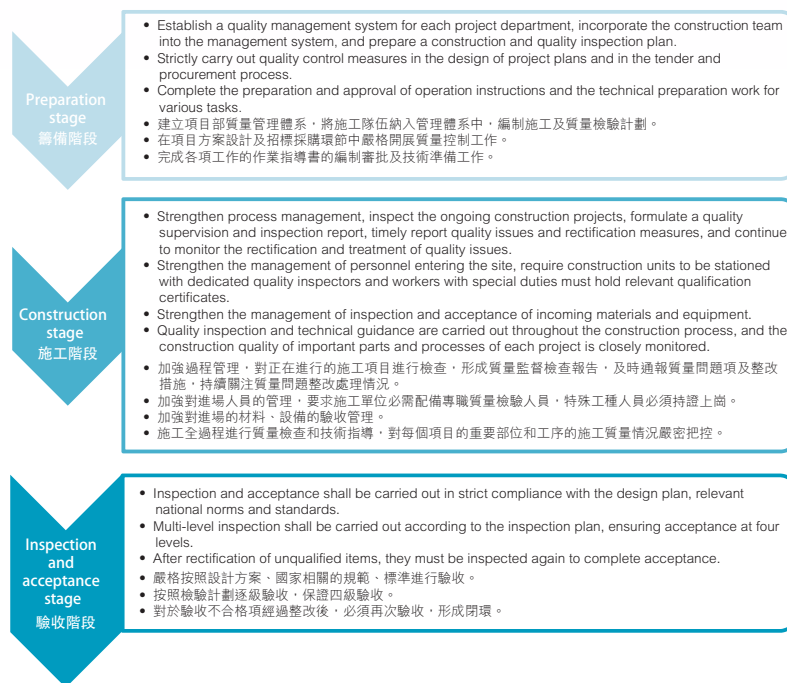 Preparation
stage
籌備階段
• Establish a quality management system for each project department, incorporate the construction team
into the management system, and prepare a construction and quality inspection plan.
• Strictly carry out quality control measures in the design of project plans and in the tender and
procurement process.
• Complete the preparation and approval of operation instructions and the technical preparation work for
various tasks.
• 建立項目部質量管理體系，將施工隊伍納入管理體系中，編制施工及質量檢驗計劃。
• 在項目方案設計及招標採購環節中嚴格開展質量控制工作。
• 完成各項工作的作業指導書的編制審批及技術準備工作。
Construction
stage
施工階段
• Strengthen process management, inspect the ongoing construction projects, formulate a quality
supervision and inspection report, timely report quality issues and rectification measures, and continue
to monitor the rectification and treatment of quality issues.
• Strengthen the management of personnel entering the site, require construction units to be stationed
with dedicated quality inspectors and workers with special duties must hold relevant qualification
certificates.
• Strengthen the management of inspection and acceptance of incoming materials and equipment.
• Quality inspection and technical guidance are carried out throughout the construction process, and the
construction quality of important parts and processes of each project is closely monitored.
• 加強過程管理，對正在進行的施工項目進行檢查，形成質量監督檢查報告，及時通報質量問題項及整改
措施，持續關注質量問題整改處理情況。
• 加強對進場人員的管理，要求施工單位必需配備專職質量檢驗人員，特殊工種人員必須持證上崗。
• 加強對進場的材料、設備的驗收管理。
• 施工全過程進行質量檢查和技術指導，對每個項目的重要部位和工序的施工質量情況嚴密把控。
Inspection
and
acceptance
stage
驗收階段
• Inspection and acceptance shall be carried out in strict compliance with the design plan, relevant
national norms and standards.
• Multi-level inspection shall be carried out according to the inspection plan, ensuring acceptance at four
levels.
• After rectification of unqualified items, they must be inspected again to complete acceptance.
• 嚴格按照設計方案、國家相關的規範、標準進行驗收。
• 按照檢驗計劃逐級驗收，保證四級驗收。
• 對於驗收不合格項經過整改後，必須再次驗收，形成閉環。